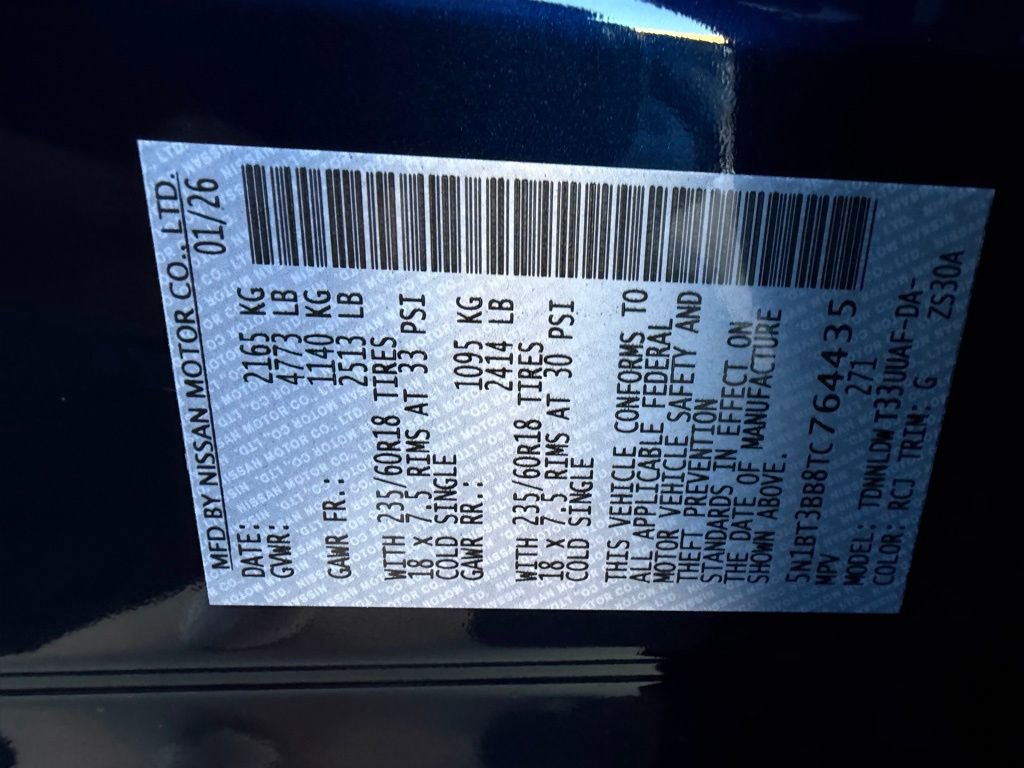 MFD BY NISSAN MOTOR CO., LTD.
DATE: 01/26
GVWR: 2165 KG
4773 LB
GAWR FR.: 1140 KG
2513 LB
WITH 235/60R18 TIRES
18 X 7.5 RIMS AT 33 PSI
COLD SINGLE
GAWR RR.: 1095 KG
2414 LB
WITH 235/60R18 TIRES
18 X 7.5 RIMS AT 30 PSI
COLD SINGLE
THIS VEHICLE CONFORMS TO
ALL APPLICABLE FEDERAL
MOTOR VEHICLE SAFETY AND
THEFT PREVENTION
STANDARDS IN EFFECT ON
THE DATE OF MANUFACTURE
SHOWN ABOVE.
5N1BT3BB8TC764435
MPV 271
MODEL: TDNNLDWT33UUAF-DA-
COLOR: RCJ TRIM: G ZS30A